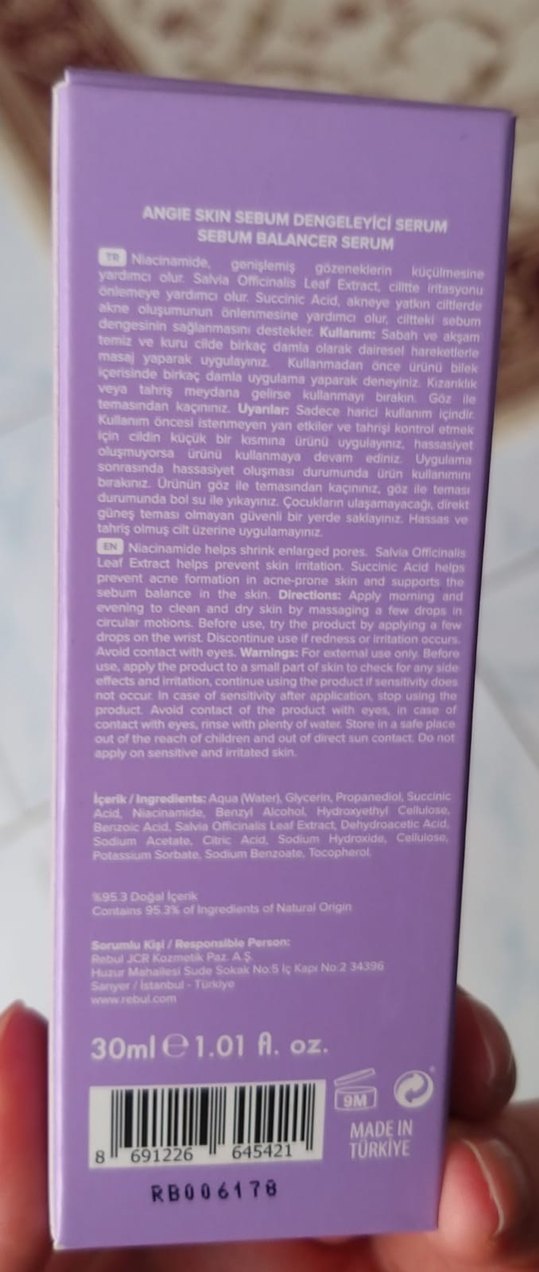 ANGIE SKIN SEBUM DENGELEYİCİ SERUM
SEBUM BALANCER SERUM
TR Niacinamide, genişlemiş gözeneklerin küçülmesine
yardımcı olur. Salvia Officinalis Leaf Extract, ciltte iritasyonu
önlemeye yardımcı olur. Succinic Acid, akneye yatkın ciltlerde
akne oluşumunun önlenmesine yardımcı olur, ciltteki sebum
dengesinin sağlanmasını destekler. Kullanım: Sabah ve akşam
temiz ve kuru cilde birkaç damla olarak dairesel hareketlerle
masaj yaparak uygulayınız. Kullanmadan önce ürünü bilek
içerisinde birkaç damla uygulama yaparak deneyiniz. Kızarıklık
veya tahriş meydana gelirse kullanmayı bırakın. Göz ile
temasından kaçınınız. Uyarılar: Sadece harici kullanım içindir.
Kullanım öncesi istenmeyen yan etkiler ve tahrişi kontrol etmek
için cildin küçük bir kısmına ürünü uygulayınız, hassasiyet
oluşmuyorsa ürünü kullanmaya devam ediniz. Uygulama
sonrasında hassasiyet oluşması durumunda ürün kullanımını
bırakınız. Ürünün göz ile temasından kaçınınız, göz ile teması
durumunda bol su ile yıkayınız. Çocukların ulaşamayacağı, direkt
güneş teması olmayan güvenli bir yerde saklayınız. Hassas ve
tahriş olmuş cilt üzerine uygulamayınız.
EN Niacinamide helps shrink enlarged pores. Salvia Officinalis
Leaf Extract helps prevent skin irritation. Succinic Acid helps
prevent acne formation in acne-prone skin and supports the
sebum balance in the skin. Directions: Apply morning and
evening to clean and dry skin by massaging a few drops in
circular motions. Before use, try the product by applying a few
drops on the wrist. Discontinue use if redness or irritation occurs.
Avoid contact with eyes. Warnings: For external use only. Before
use, apply the product to a small part of skin to check for any side
effects and irritation, continue using the product if sensitivity does
not occur. In case of sensitivity after application, stop using the
product. Avoid contact of the product with eyes, in case of
contact with eyes, rinse with plenty of water. Store in a safe place
out of the reach of children and out of direct sun contact. Do not
apply on sensitive and irritated skin.
İçerik / Ingredients: Aqua (Water), Glycerin, Propanediol, Succinic
Acid, Niacinamide, Benzyl Alcohol, Hydroxyethyl Cellulose,
Benzoic Acid, Salvia Officinalis Leaf Extract, Dehydroacetic Acid,
Sodium Acetate, Citric Acid, Sodium Hydroxide, Cellulose,
Potassium Sorbate, Sodium Benzoate, Tocopherol.
%95.3 Doğal İçerik
Contains 95.3% of Ingredients of Natural Origin
Sorumlu Kişi / Responsible Person:
Rebul JCR Kozmetik Paz. A.Ş.
Huzur Mahallesi Sude Sokak No:5 İç Kapı No:2 34396
Sarıyer / İstanbul - Türkiye
www.rebul.com
30ml ℮ 1.01 fl. oz.
9M
8 691226 645421
MADE IN
TÜRKİYE
RB006178